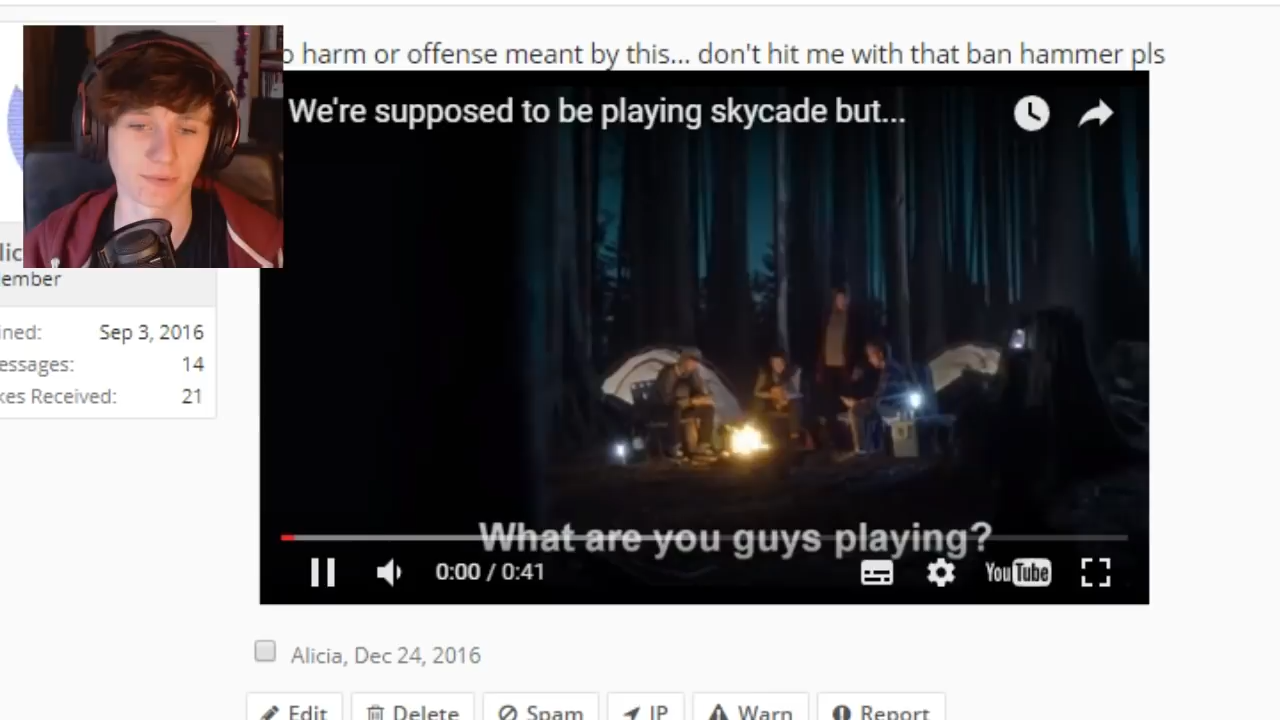 o harm or offense meant by this... don't hit me with that ban hammer pls
We're supposed to be playing skycade but...
lic
ember
ined: Sep 3, 2016
essages: 14
kes Received: 21
What are you guys playing?
0:00 / 0:41
YouTube
Alicia, Dec 24, 2016
Edit Delete Spam IP Warn Report